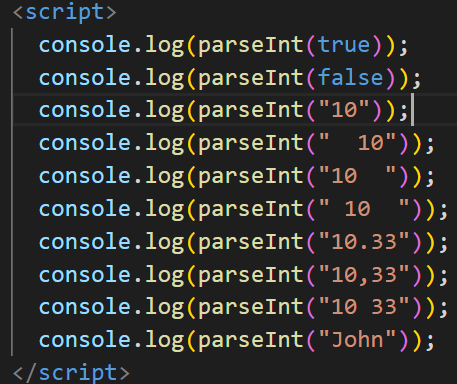 <script>
console.log(parseInt(true));
console.log(parseInt(false));
console.log(parseInt("10"));
console.log(parseInt("  10"));
console.log(parseInt("10  "));
console.log(parseInt(" 10  "));
console.log(parseInt("10.33"));
console.log(parseInt("10,33"));
console.log(parseInt("10 33"));
console.log(parseInt("John"));
</script>